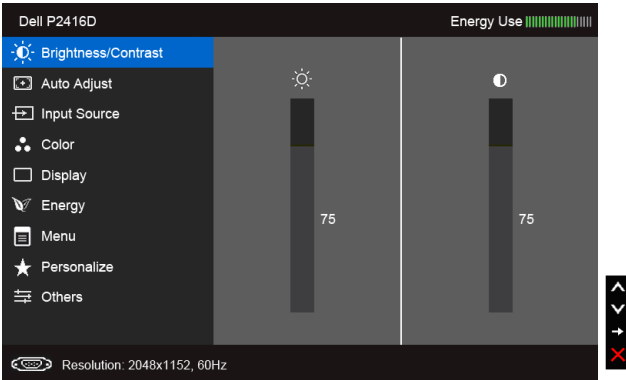 Dell P2416D
Energy Use
Brightness/Contrast
Auto Adjust
Input Source
Color
Display
Energy
Menu
Personalize
Others
75
75
Resolution: 2048x1152, 60Hz